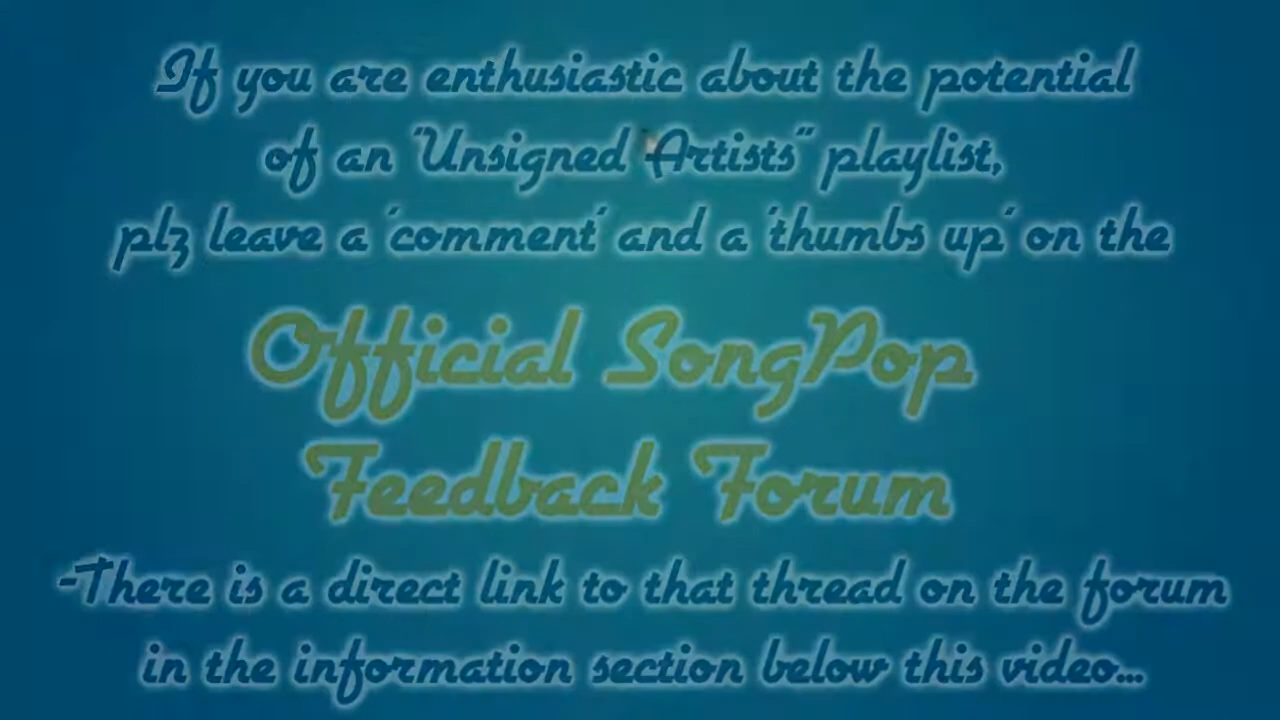 If you are enthusiastic about the potential
of an "Unsigned Artists" playlist,
plz leave a 'comment' and a 'thumbs up' on the
Official SongPop
Feedback Forum
-There is a direct link to that thread on the forum
in the information section below this video...